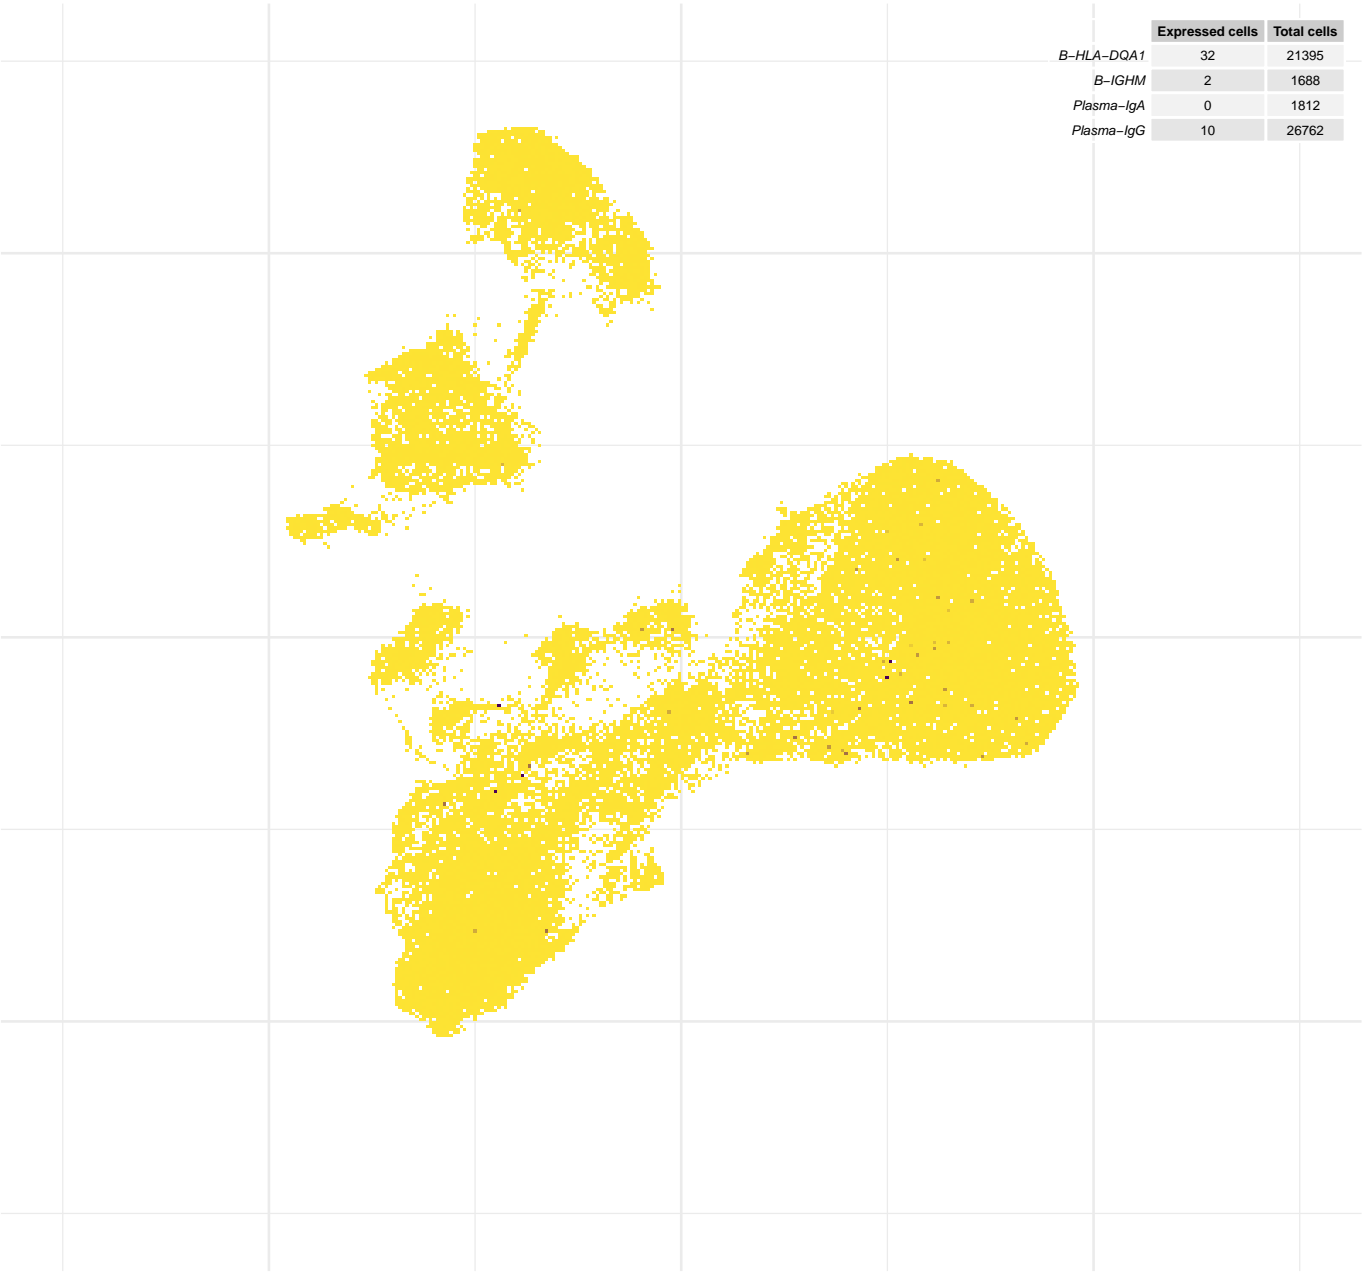 Expressed cells Total cells
B−HLA−DQA1 32 21395
B−IGHM 2 1688
Plasma−IgA 0 1812
Plasma−IgG 10 26762